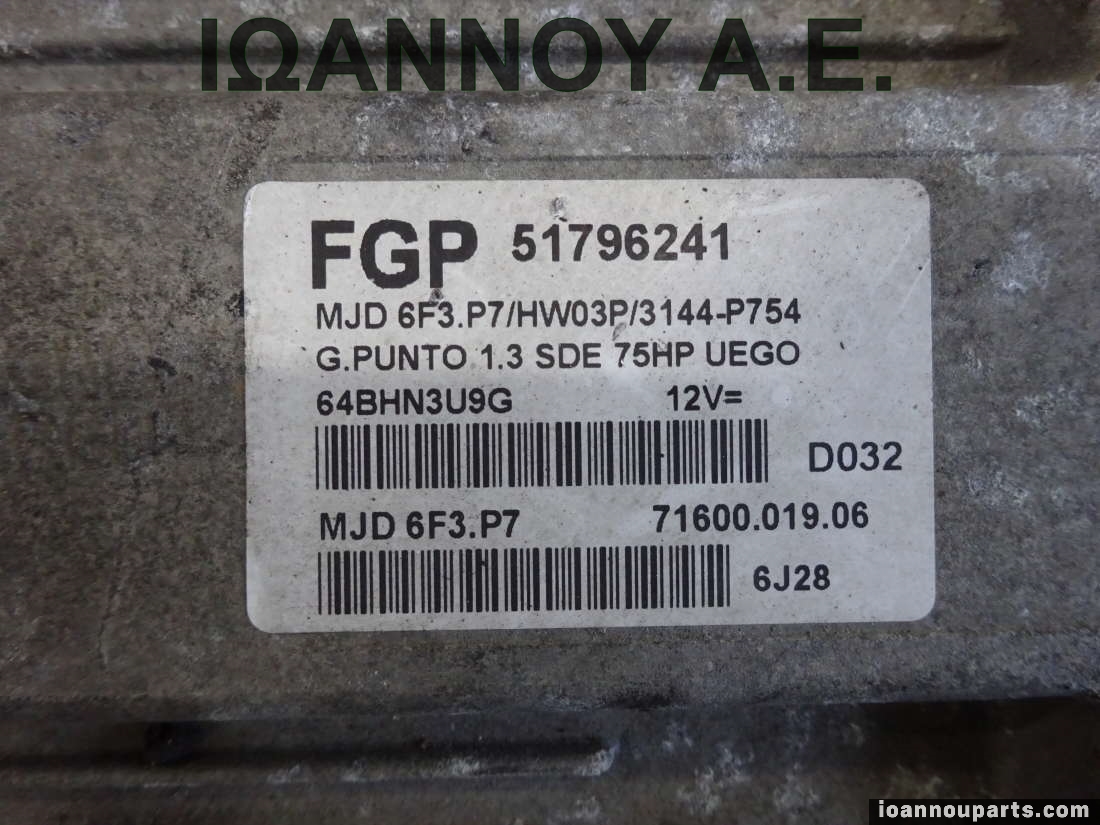 ΙΩΑΝΝΟΥ Α.Ε.
FGP 51796241
MJD 6F3.P7/HW03P/3144-P754
G.PUNTO 1.3 SDE 75HP UEGO
64BHN3U9G 12V=
D032
MJD 6F3.P7 71600.019.06
6J28
ioannouparts.com